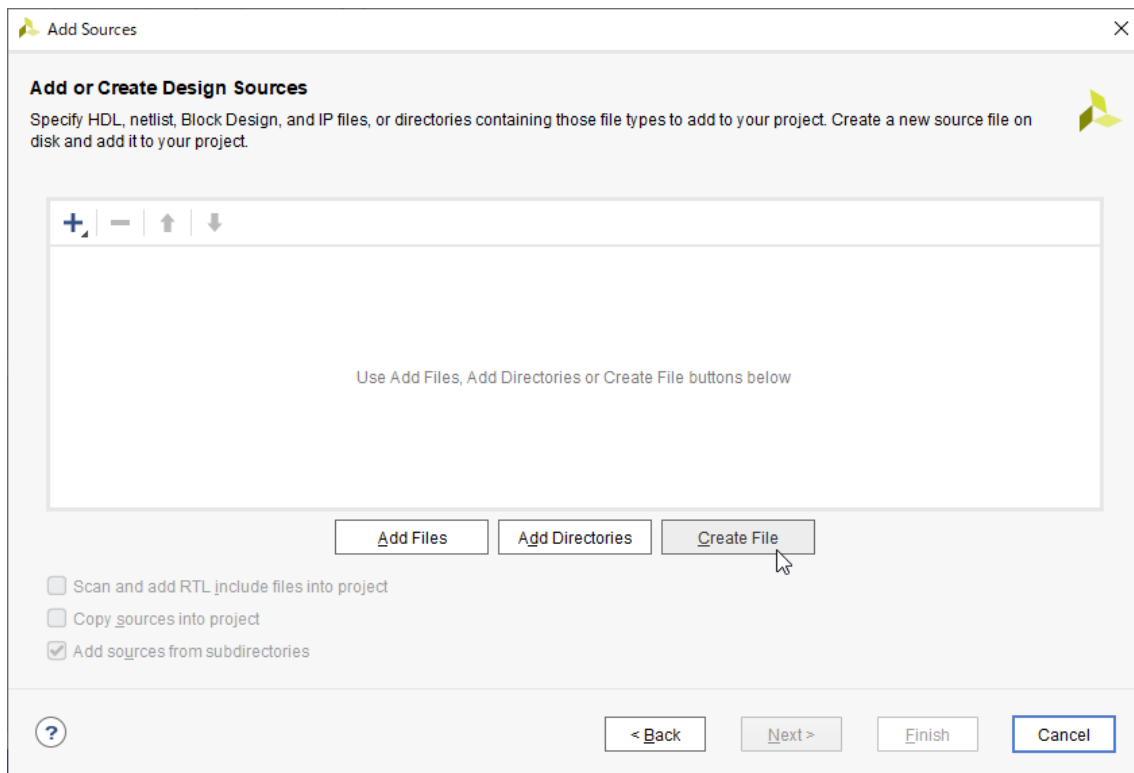 Add Sources
Add or Create Design Sources
Specify HDL, netlist, Block Design, and IP files, or directories containing those file types to add to your project. Create a new source file on
disk and add it to your project.
Use Add Files, Add Directories or Create File buttons below
Add Files
Add Directories
Create File
Scan and add RTL include files into project
Copy sources into project
Add sources from subdirectories
?
< Back
Next >
Finish
Cancel